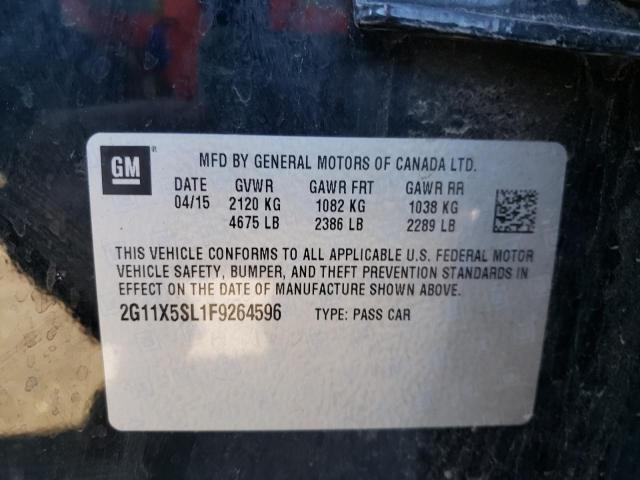 GM
MFD BY GENERAL MOTORS OF CANADA LTD.
DATE GVWR GAWR FRT GAWR RR
04/15 2120 KG 1082 KG 1038 KG
4675 LB 2386 LB 2289 LB
THIS VEHICLE CONFORMS TO ALL APPLICABLE U.S. FEDERAL MOTOR
VEHICLE SAFETY, BUMPER, AND THEFT PREVENTION STANDARDS IN
EFFECT ON THE DATE OF MANUFACTURE SHOWN ABOVE.
2G11X5SL1F9264596 TYPE: PASS CAR